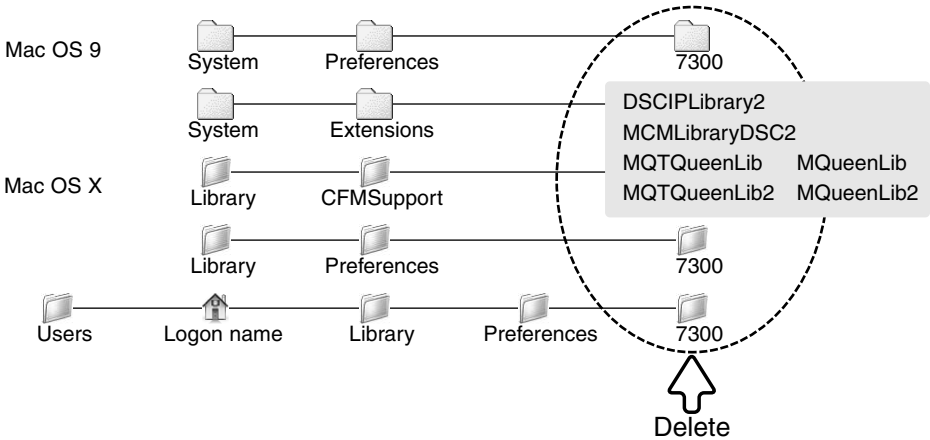 Mac OS 9
System Preferences 7300
System Extensions
DSCIPLibrary2
MCMLibraryDSC2
MQTQueenLib MQueenLib
MQTQueenLib2 MQueenLib2
Mac OS X
Library CFMSupport
Library Preferences 7300
Users Logon name Library Preferences 7300
Delete